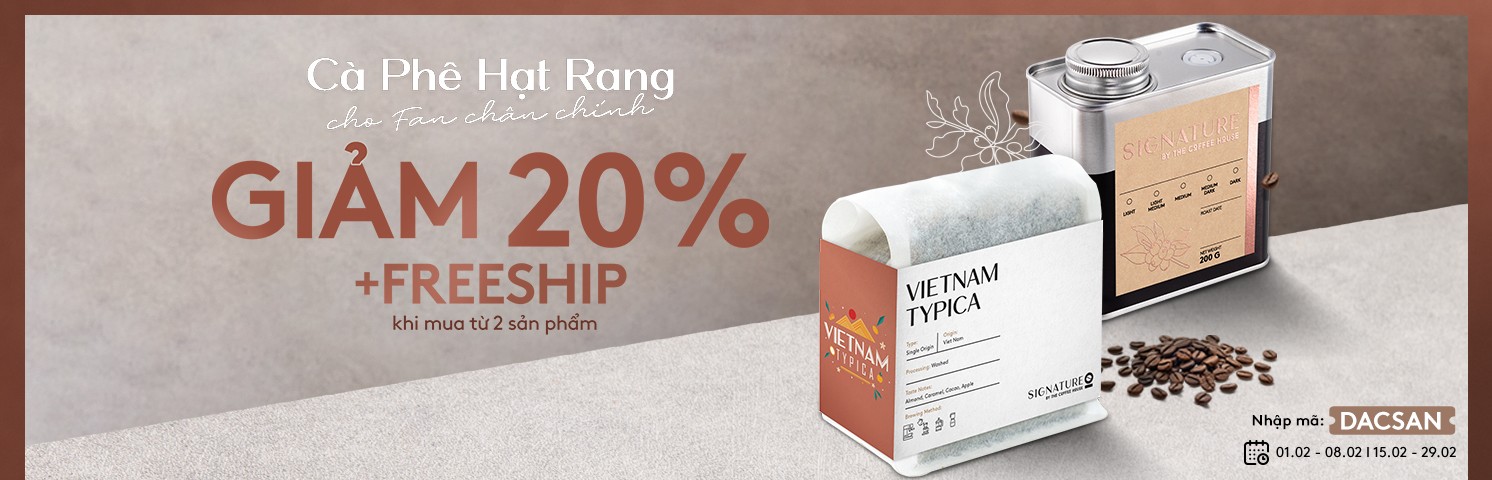 Cà Phê Hạt Rang
cho Fan chân chính
GIẢM 20%
+FREESHIP
khi mua từ 2 sản phẩm
SIGNATURE
BY THE COFFEE HOUSE
LIGHT
LIGHT MEDIUM
MEDIUM
MEDIUM DARK
DARK
ROAST DATE
NET WEIGHT:
200 G
VIETNAM
TYPICA
VIETNAM
TYPICA
Type:
Single Origin
Origin:
Viet Nam
Processing: Washed
Taste Notes:
Almond, Caramel, Cacao, Apple
Brewing Method:
SIGNATURE
BY THE COFFEE HOUSE
Nhập mã: DACSAN
01.02 - 08.02 | 15.02 - 29.02